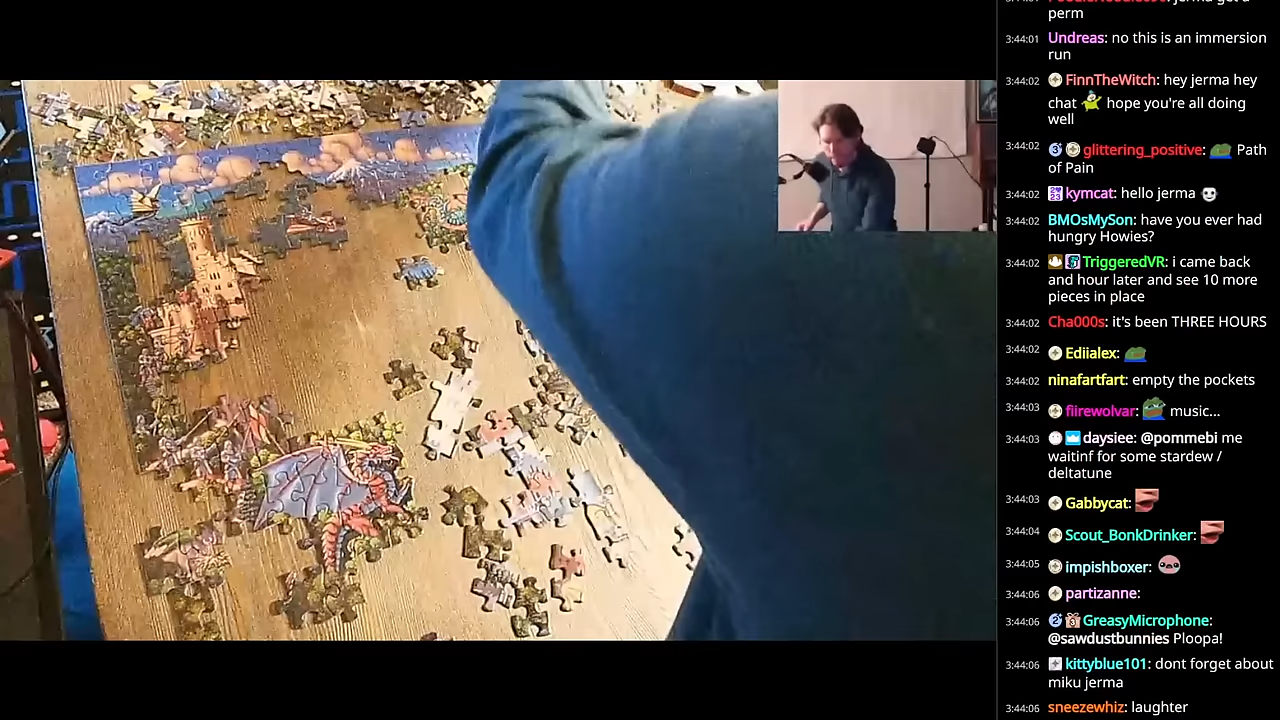 perm
3:44:01 Undreas: no this is an immersion
run
3:44:02 FinnTheWitch: hey jerma hey
chat hope you're all doing
well
3:44:02 glittering_positive: Path
of Pain
3:44:02 kymcat: hello jerma
3:44:02 BMOsMySon: have you ever had
hungry Howies?
3:44:02 TriggeredVR: i came back
and hour later and see 10 more
pieces in place
3:44:02 Cha000s: it's been THREE HOURS
3:44:02 Ediialex:
3:44:02 ninafartfart: empty the pockets
3:44:03 fiirewolvar: music...
3:44:03 daysiee: @pommebi me
waitinf for some stardew /
deltatune
3:44:03 Gabbycat:
3:44:04 Scout_BonkDrinker:
3:44:05 impishboxer:
3:44:06 partizanne:
3:44:06 GreasyMicrophone:
@sawdustbunnies Ploopa!
3:44:06 kittyblue101: dont forget about
miku jerma
3:44:06 sneezewhiz: laughter